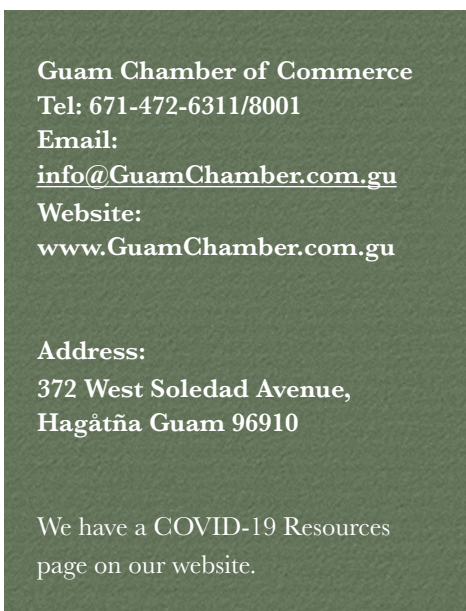 Guam Chamber of Commerce
Tel: 671-472-6311/8001
Email:
info@GuamChamber.com.gu
Website:
www.GuamChamber.com.gu
Address:
372 West Soledad Avenue,
Hagåtña Guam 96910
We have a COVID-19 Resources
page on our website.